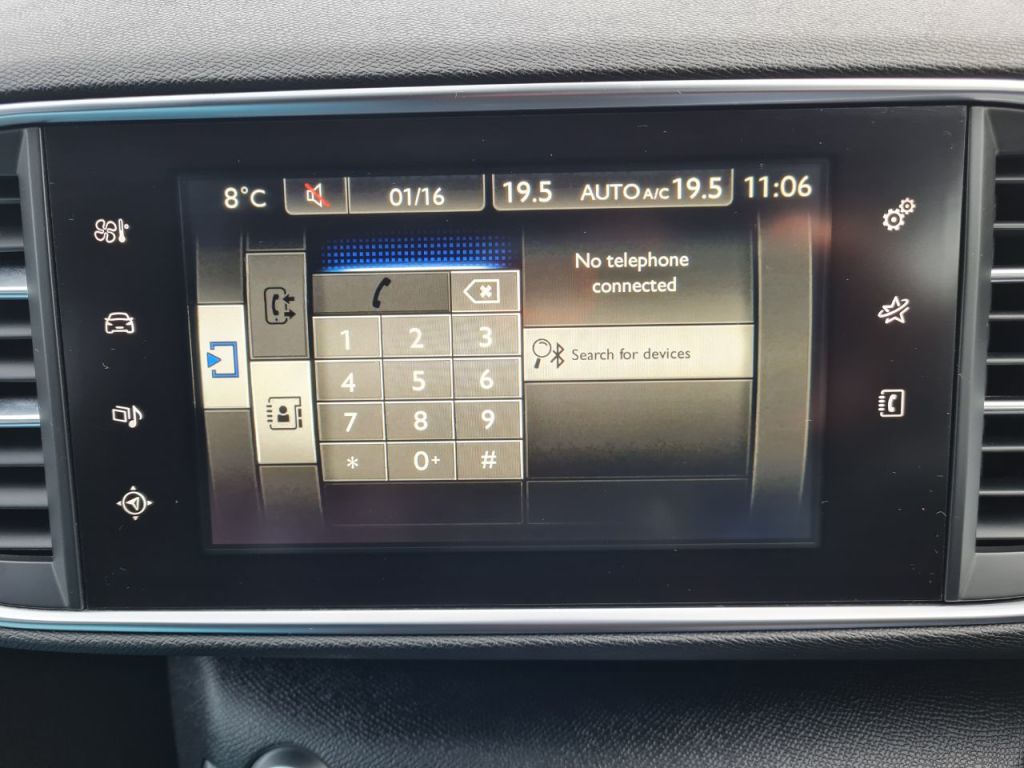 8°C 01/16 19.5 AUTO A/C 19.5 11:06
No telephone
connected
Search for devices
1 2 3
4 5 6
7 8 9
* 0+ #